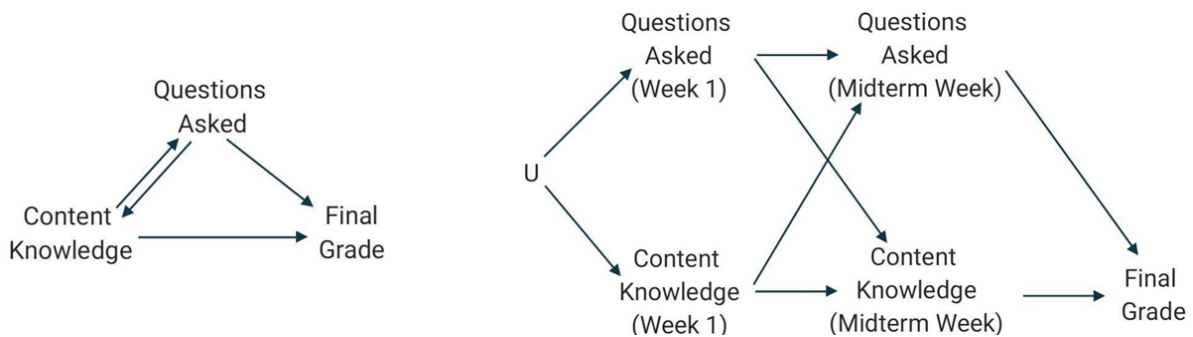 Questions
Asked
Content
Knowledge
Final
Grade
U
Questions
Asked
(Week 1)
Questions
Asked
(Midterm Week)
Content
Knowledge
(Week 1)
Content
Knowledge
(Midterm Week)
Final
Grade